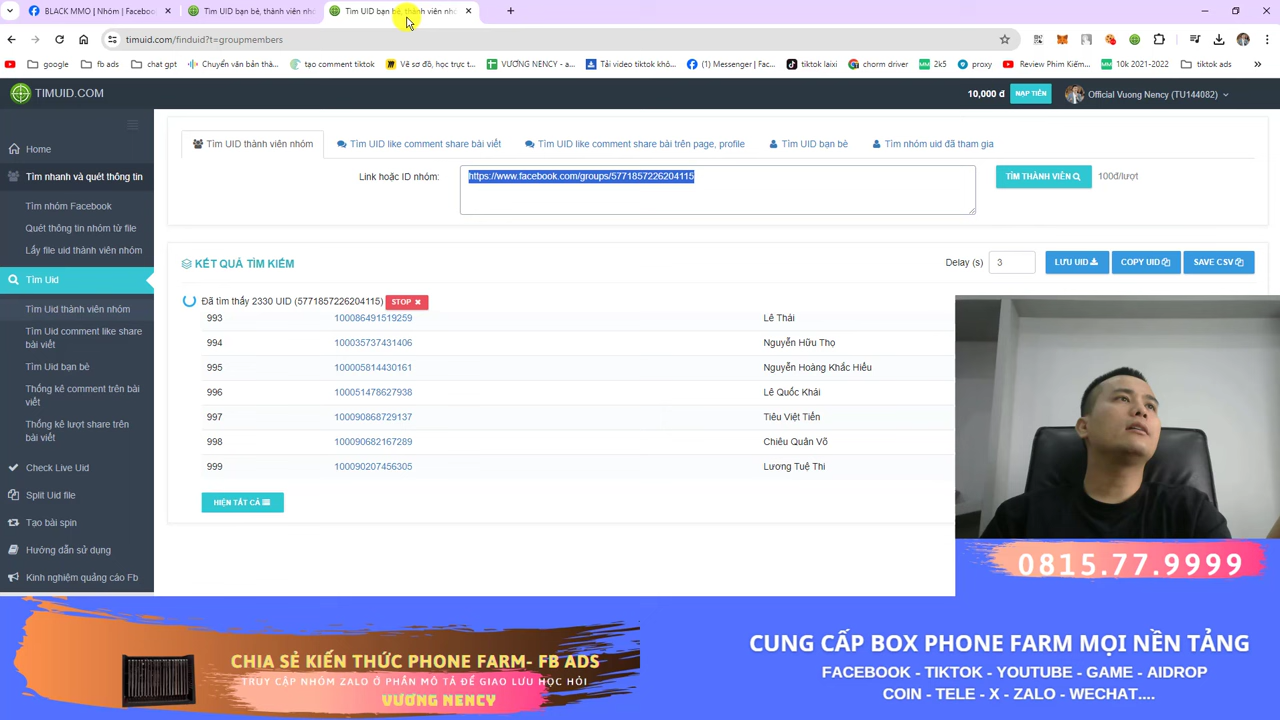 BLACK MMO | Nhóm | Faceboo
Tìm UID bạn bè, thành viên nhó
Tìm UID bạn bè, thành viên nhó
timuid.com/finduid?t=groupmembers
google
fb ads
chat gpt
Chuyển văn bản thà...
tao comment tiktok
Vẽ sơ đồ, học trực t...
VƯƠNG NENCY - a...
Tải video tiktok khô...
(1) Messenger | Fac...
tiktok.laixi
chorm driver
2k5
proxy
Review Phim Kiếm...
10k 2021-2022
tiktok ads
TIMUID.COM
10,000 đ
NẠP TIỀN
Official Vuong Nency (TU144082)
Home
Tìm nhanh và quét thông tin
Tìm nhóm Facebook
Quét thông tin nhóm từ file
Lấy file uid thành viên nhóm
Tìm Uid
Tìm Uid thành viên nhóm
Tìm Uid comment like share bài viết
Tìm Uid bạn bè
Thống kê comment trên bài viết
Thống kê lượt share trên bài viết
Check Live Uid
Split Uid file
Tạo bài spin
Hướng dẫn sử dụng
Kinh nghiệm quảng cáo Fb
Tìm UID thành viên nhóm
Tìm UID like comment share bài viết
Tìm UID like comment share bài trên page, profile
Tìm UID bạn bè
Tìm nhóm uid đã tham gia
Link hoặc ID nhóm:
https://www.facebook.com/groups/5771857226204115
TÌM THÀNH VIÊN
100đ/lượt
KẾT QUẢ TÌM KIẾM
Delay (s)
3
LƯU UID
COPY UID
SAVE CSV
Đã tìm thấy 2330 UID (5771857226204115)
STOP
993 100086491519259 Lê Thái
994 100035737431406 Nguyễn Hữu Thọ
995 100005814430161 Nguyễn Hoàng Khắc Hiếu
996 100051478627938 Lê Quốc Khái
997 100090868729137 Tiêu Việt Tiến
998 100090682167289 Chiêu Quân Võ
999 100090207456305 Lương Tuệ Thi
HIỆN TẤT CẢ
0815.77.9999
CHIA SẺ KIẾN THỨC PHONE FARM- FB ADS
TRUY CẬP NHÓM ZALO Ở PHẦN MÔ TẢ ĐỂ GIAO LƯU HỌC HỎI
VƯƠNG NENCY
CUNG CẤP BOX PHONE FARM MỌI NỀN TẢNG
FACEBOOK - TIKTOK - YOUTUBE - GAME - AIDROP
COIN - TELE - X - ZALO - WECHAT....